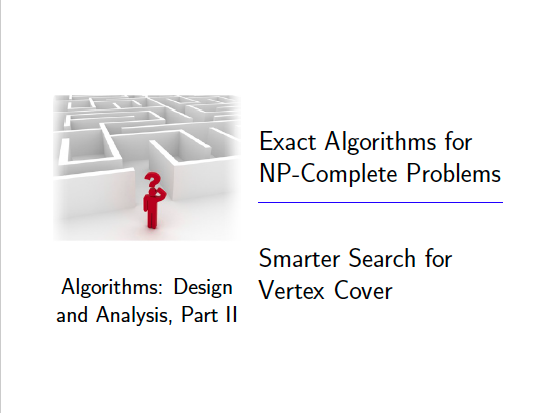 Exact Algorithms for
NP-Complete Problems
Smarter Search for
Vertex Cover
Algorithms: Design
and Analysis, Part II